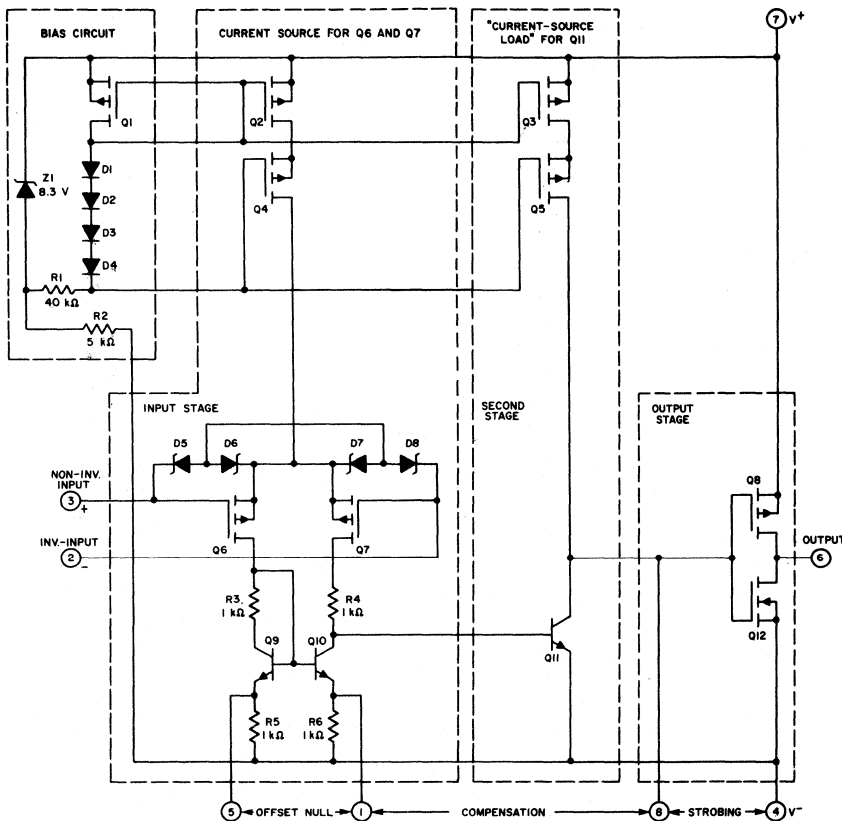 BIAS CIRCUIT
CURRENT SOURCE FOR Q6 AND Q7
"CURRENT-SOURCE
LOAD" FOR Q11
7 V+
Q1
Q2
Q3
Z1
8.3 V
D1
D2
D3
D4
Q4
Q5
R1
40 kΩ
R2
5 kΩ
INPUT STAGE
SECOND
STAGE
OUTPUT
STAGE
D5
D6
D7
D8
NON-INV.
INPUT
3
+
INV.-INPUT
2
-
Q6
Q7
Q8
OUTPUT
6
R3
1 kΩ
R4
1 kΩ
Q9
Q10
Q11
Q12
R5
1 kΩ
R6
1 kΩ
5 OFFSET NULL 1 COMPENSATION 8 STROBING 4 V-